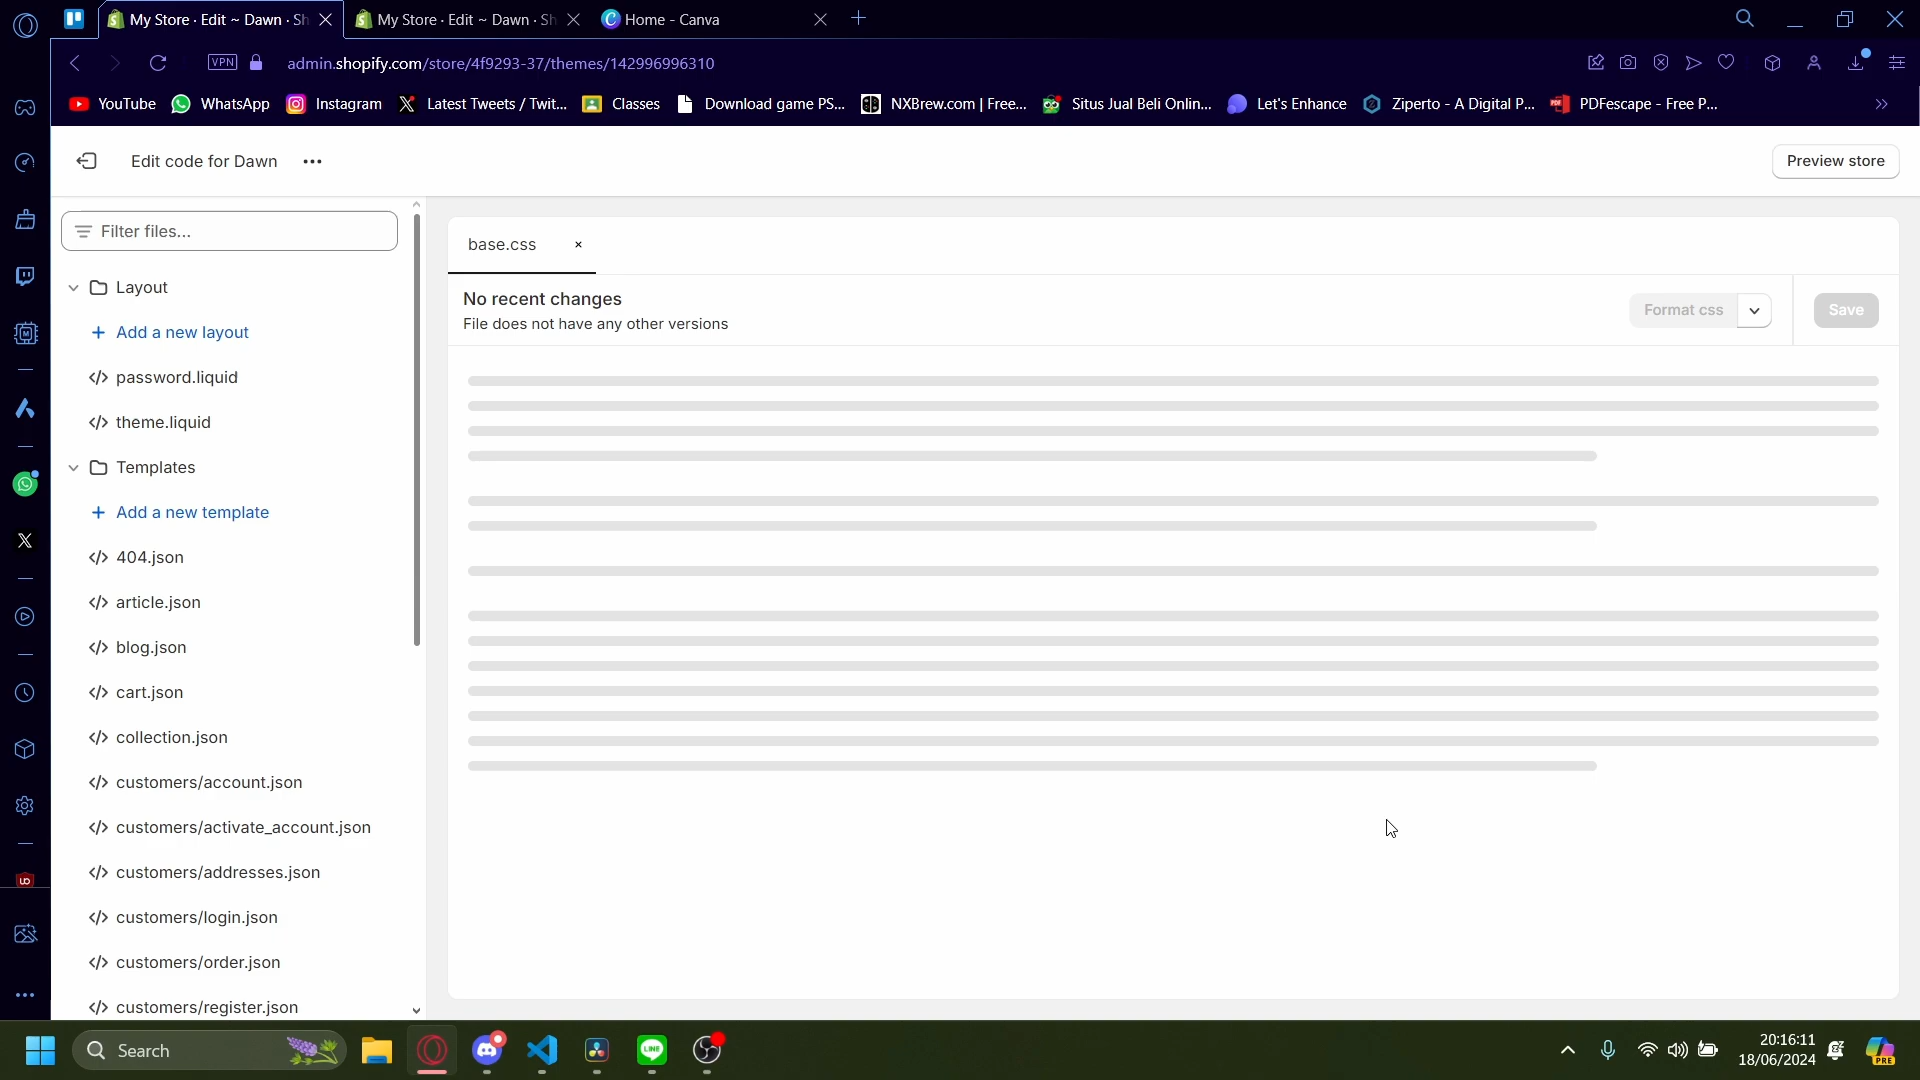 My Store · Edit ~ Dawn · Sh
My Store · Edit ~ Dawn · Sh
Home - Canva
VPN
admin.shopify.com/store/4f9293-37/themes/142996996310
YouTube
WhatsApp
Instagram
Latest Tweets / Twit...
Classes
Download game PS...
NXBrew.com | Free...
Situs Jual Beli Onlin...
Let's Enhance
Ziperto - A Digital P...
PDFescape - Free P...
Edit code for Dawn
Preview store
Filter files...
Layout
Add a new layout
password.liquid
theme.liquid
Templates
Add a new template
404.json
article.json
blog.json
cart.json
collection.json
customers/account.json
customers/activate_account.json
customers/addresses.json
customers/login.json
customers/order.json
customers/register.json
base.css
No recent changes
File does not have any other versions
Format css
Save
Search
LINE
20:16:11
18/06/2024
PRE